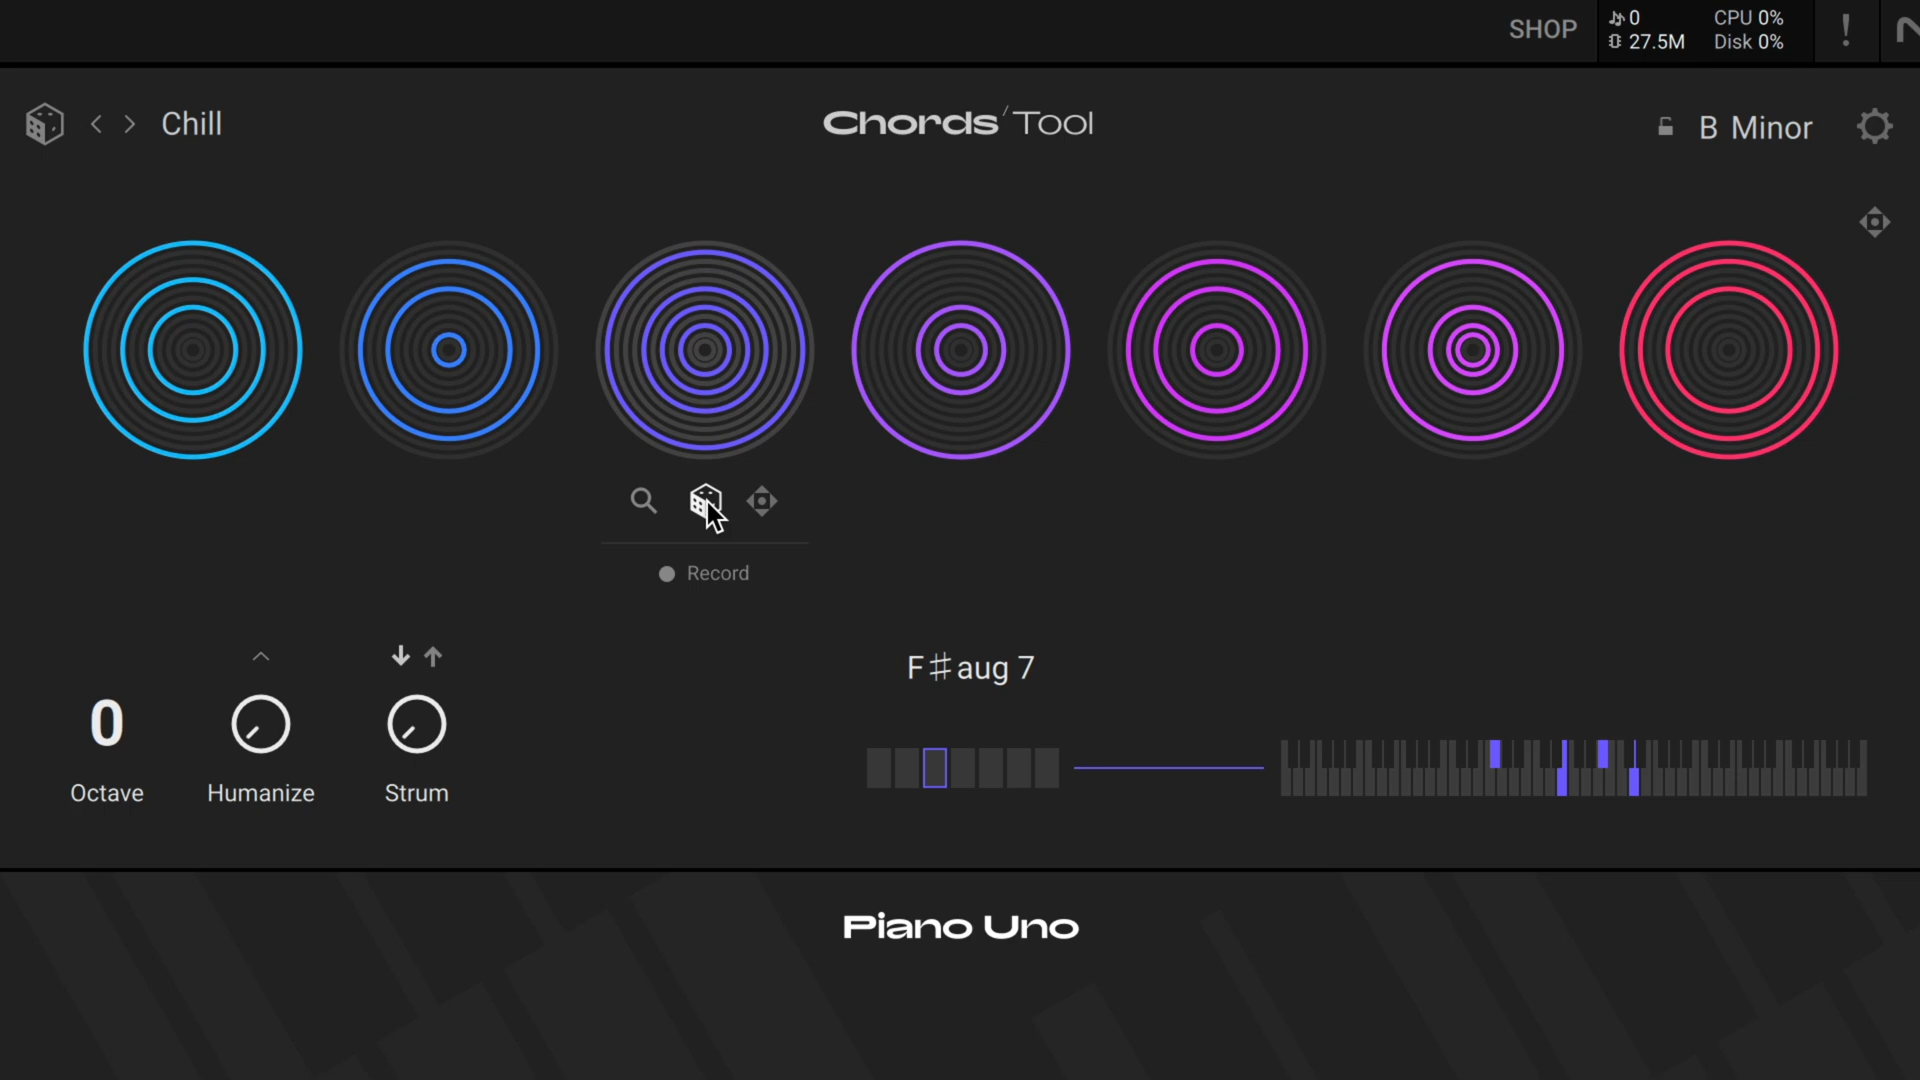 SHOP
0
27.5M
CPU 0%
Disk 0%
!
Chill
Chords Tool
B Minor
Record
F♯aug 7
0
Octave
Humanize
Strum
Piano Uno